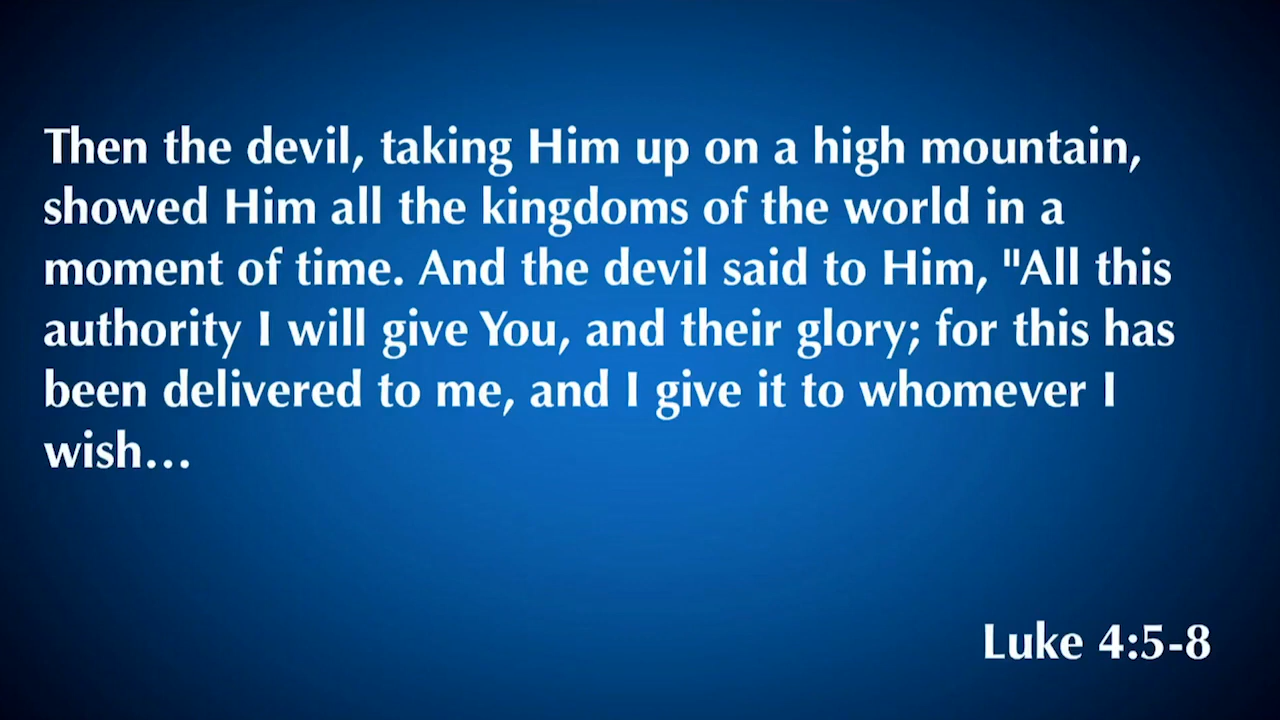 Then the devil, taking Him up on a high mountain,
showed Him all the kingdoms of the world in a
moment of time. And the devil said to Him, "All this
authority I will give You, and their glory; for this has
been delivered to me, and I give it to whomever I
wish...
Luke 4:5-8